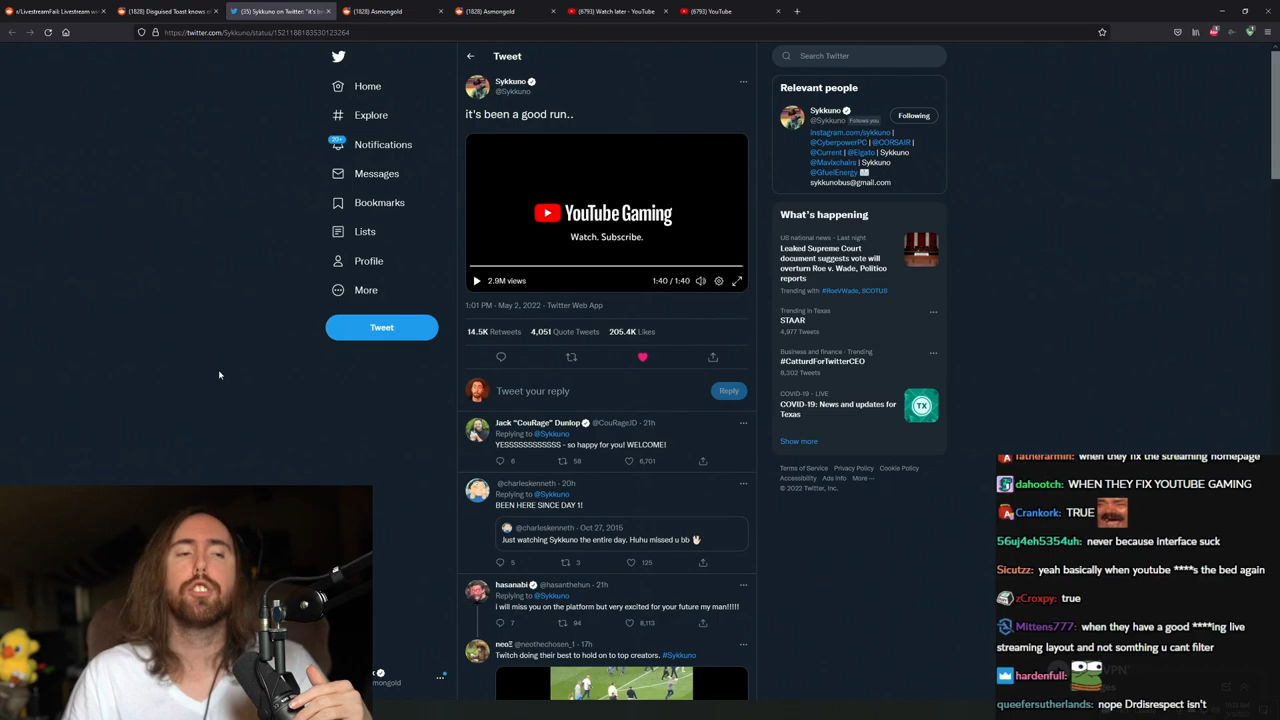 r/LivestreamFail: Livestream wi
(1828) Disguised Toast knows o
(35) Sykkuno on Twitter: "it's be
(1828) Asmongold
(1828) Asmongold
(6793) Watch later - YouTube
(6793) YouTube
https://twitter.com/Sykkuno/status/1521188183530123264
Home
Explore
20+
Notifications
Messages
Bookmarks
Lists
Profile
More
Tweet
Asmongold
Tweet
Sykkuno
@Sykkuno
it's been a good run..
YouTube Gaming
Watch. Subscribe.
2.9M views
1:40 / 1:40
1:01 PM · May 2, 2022 · Twitter Web App
14.5K Retweets 4,051 Quote Tweets 205.4K Likes
Tweet your reply
Reply
Jack "CouRage" Dunlop @CouRageJD · 21h
Replying to @Sykkuno
YESSSSSSSSSSSS - so happy for you! WELCOME!
6 58 6,701
@charleskenneth · 20h
Replying to @Sykkuno
BEEN HERE SINCE DAY 1!
@charleskenneth · Oct 27, 2015
Just watching Sykkuno the entire day. Huhu missed u bb
5 3 125
hasanabi @hasanthehun · 21h
Replying to @Sykkuno
i will miss you on the platform but very excited for your future my man!!!!!
7 94 8,113
neoΞ @neothechosen_1 · 17h
Twitch doing their best to hold on to top creators. #Sykkuno
Search Twitter
Relevant people
Sykkuno
@Sykkuno Follows you
Following
instagram.com/sykkuno |
@CyberpowerPC | @CORSAIR |
@Current | @Elgato | Sykkuno
@Mavixchairs | Sykkuno
@GfuelEnergy
sykkunobus@gmail.com
What's happening
US national news · Last night
Leaked Supreme Court
document suggests vote will
overturn Roe v. Wade, Politico
reports
Trending with #RoeVWade, SCOTUS
Trending in Texas
STAAR
4,977 Tweets
Business and finance · Trending
#CatturdForTwitterCEO
8,302 Tweets
COVID-19 · LIVE
COVID-19: News and updates for
Texas
Show more
Terms of Service Privacy Policy Cookie Policy
Accessibility Ads info More
© 2022 Twitter, Inc.
fatherarmin: when they fix the streaming homepage
dahootch: WHEN THEY FIX YOUTUBE GAMING
Crankork: TRUE
56uj4eh5354uh: never because interface suck
Sicutzz: yeah basically when youtube ****s the bed again
zCroxpy: true
Mittens777: when they have a good ****ing live
streaming layout and not somthing u cant filter
hardenfull:
queefersutherlands: nope Drdisrespect isn't